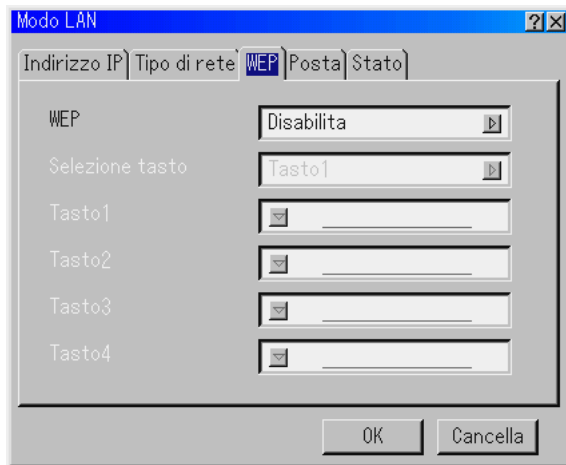 Modo LAN
Indirizzo IP Tipo di rete WEP Posta Stato
WEP Disabilita
Selezione tasto Tasto1
Tasto1
Tasto2
Tasto3
Tasto4
OK Cancella